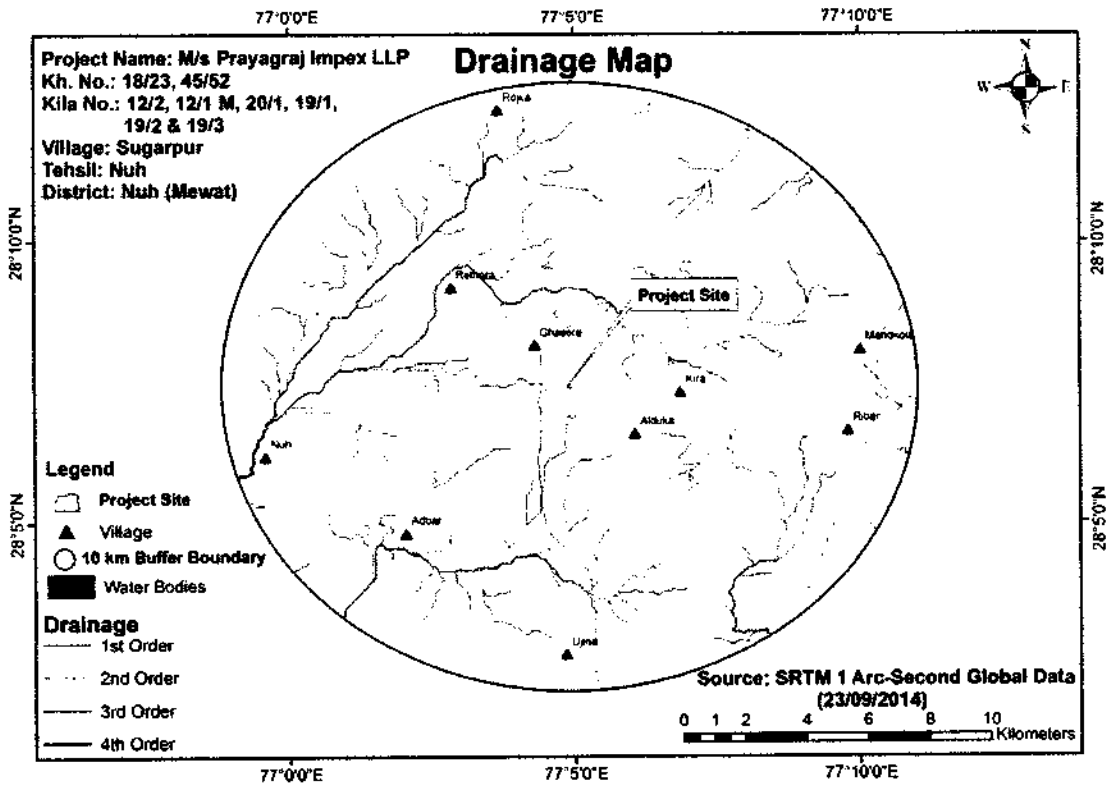 77°0'0"E 77°5'0"E 77°10'0"E
Project Name: M/s Prayagraj Impex LLP
Kh. No.: 18/23, 45/52
Kila No.: 12/2, 12/1 M, 20/1, 19/1,
19/2 & 19/3
Village: Sugarpur
Tehsil: Nuh
District: Nuh (Mewat)
Drainage Map
N
W E
S
28°10'0"N 28°10'0"N
Project Site
Kira
Nuh
Adbar
28°5'0"N 28°5'0"N
Legend
Project Site
Village
10 km Buffer Boundary
Water Bodies
Drainage
1st Order
2nd Order
3rd Order
4th Order
Source: SRTM 1 Arc-Second Global Data
(23/09/2014)
0 1 2 4 6 8 10
Kilometers
77°0'0"E 77°5'0"E 77°10'0"E